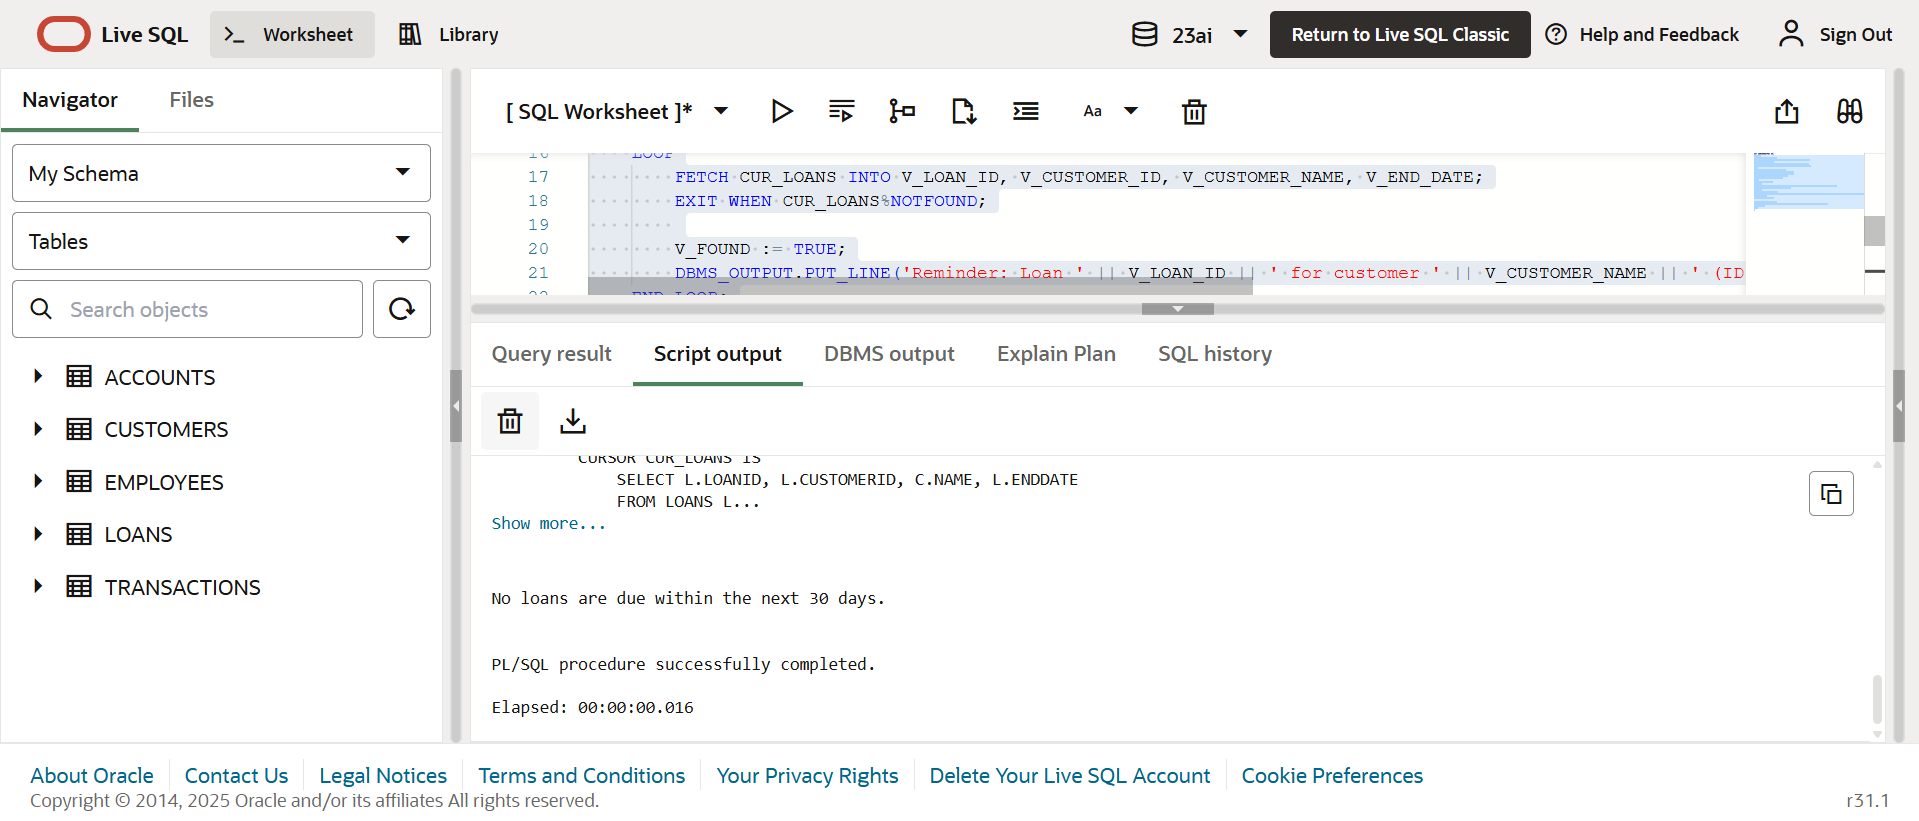 Live SQL
Worksheet
Library
23ai
Return to Live SQL Classic
Help and Feedback
Sign Out
Navigator
Files
My Schema
Tables
Search objects
ACCOUNTS
CUSTOMERS
EMPLOYEES
LOANS
TRANSACTIONS
[ SQL Worksheet ]*
Aa
16 LOOP
17 FETCH CUR_LOANS INTO V_LOAN_ID, V_CUSTOMER_ID, V_CUSTOMER_NAME, V_END_DATE;
18 EXIT WHEN CUR_LOANS%NOTFOUND;
19
20 V_FOUND := TRUE;
21 DBMS_OUTPUT.PUT_LINE('Reminder: Loan ' || V_LOAN_ID || ' for customer ' || V_CUSTOMER_NAME || ' (ID
22 END LOOP;
Query result
Script output
DBMS output
Explain Plan
SQL history
CURSOR CUR_LOANS IS
SELECT L.LOANID, L.CUSTOMERID, C.NAME, L.ENDDATE
FROM LOANS L...
Show more...
No loans are due within the next 30 days.
PL/SQL procedure successfully completed.
Elapsed: 00:00:00.016
About Oracle
Contact Us
Legal Notices
Terms and Conditions
Your Privacy Rights
Delete Your Live SQL Account
Cookie Preferences
Copyright © 2014, 2025 Oracle and/or its affiliates All rights reserved.
r31.1